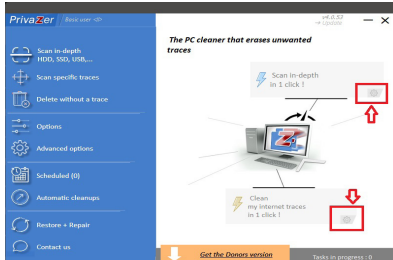 PrivaZer
Basic user
v4.0.53
→ Update
Scan in-depth
HDD, SSD, USB,...
Scan specific traces
Delete without a trace
Options
Advanced options
Scheduled (0)
Automatic cleanups
Restore + Repair
Contact us
The PC cleaner that erases unwanted
traces
Scan in-depth
in 1 click !
Clean
my internet traces
in 1 click !
Get the Donors version
Tasks in progress : 0